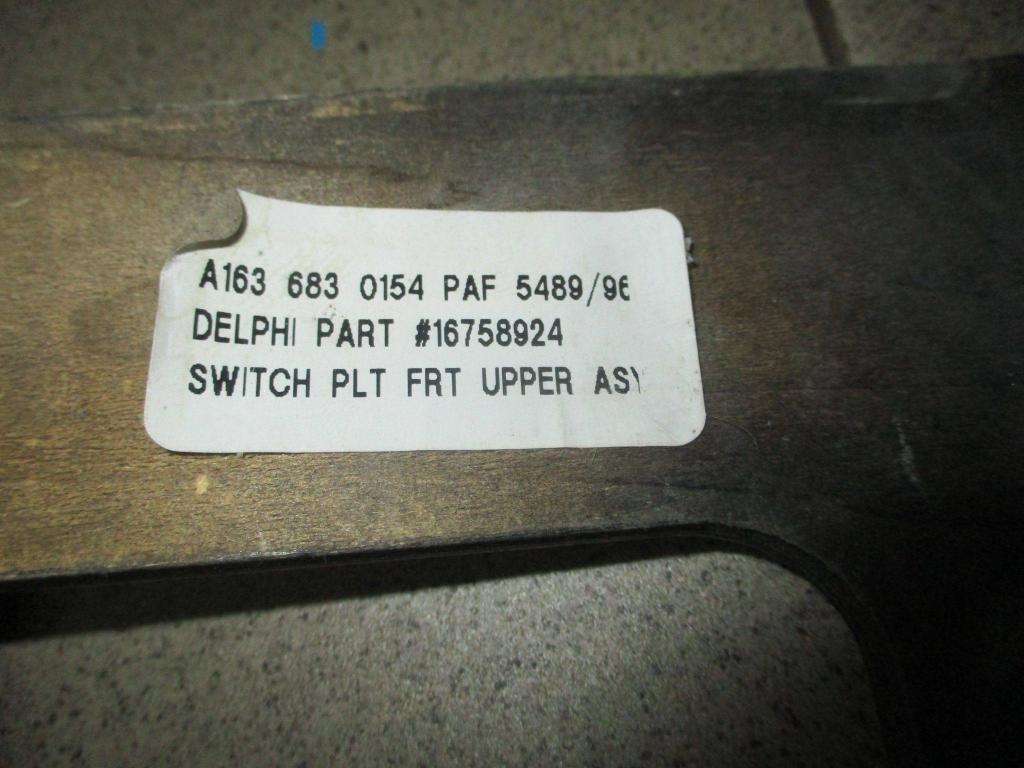 A163 683 0154 PAF 5489/96
DELPHI PART #16758924
SWITCH PLT FRT UPPER ASY